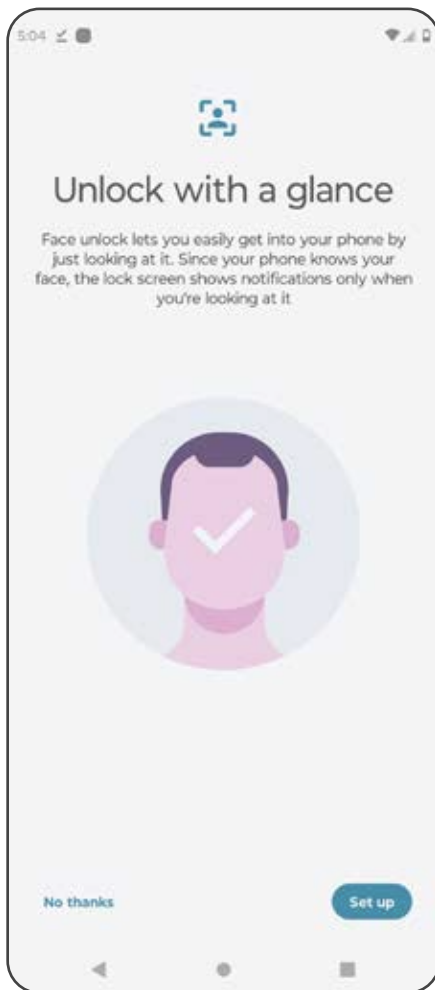 5:04
Unlock with a glance
Face unlock lets you easily get into your phone by
just looking at it. Since your phone knows your
face, the lock screen shows notifications only when
you're looking at it
No thanks
Set up